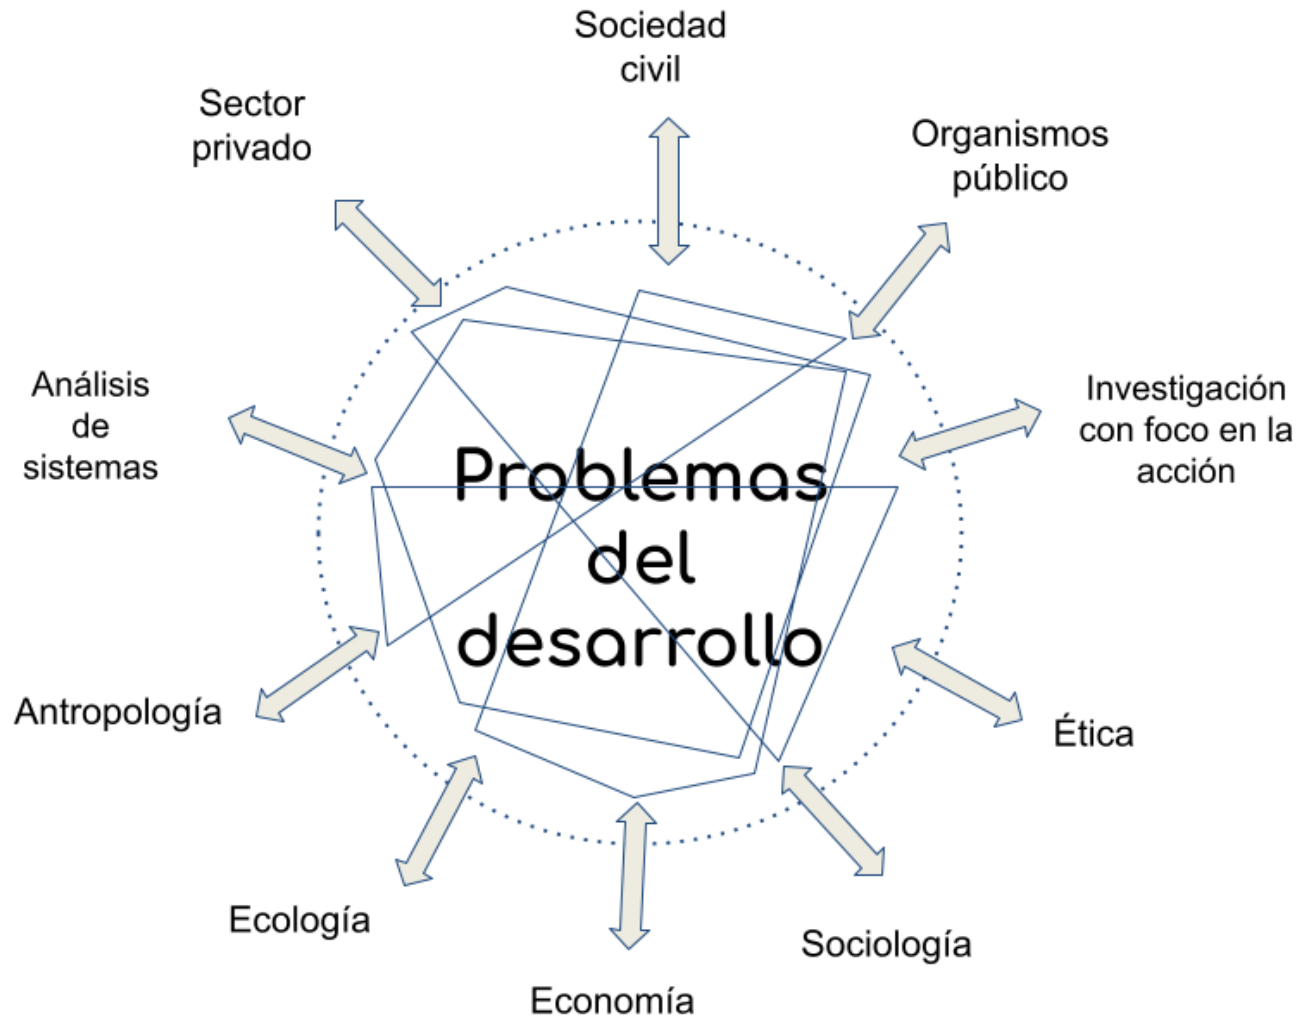 Sociedad
civil
Sector
privado
Organismos
público
Análisis
de
sistemas
Investigación
con foco en la
acción
Problemas
del
desarrollo
Antropología
Ética
Ecología
Sociología
Economía